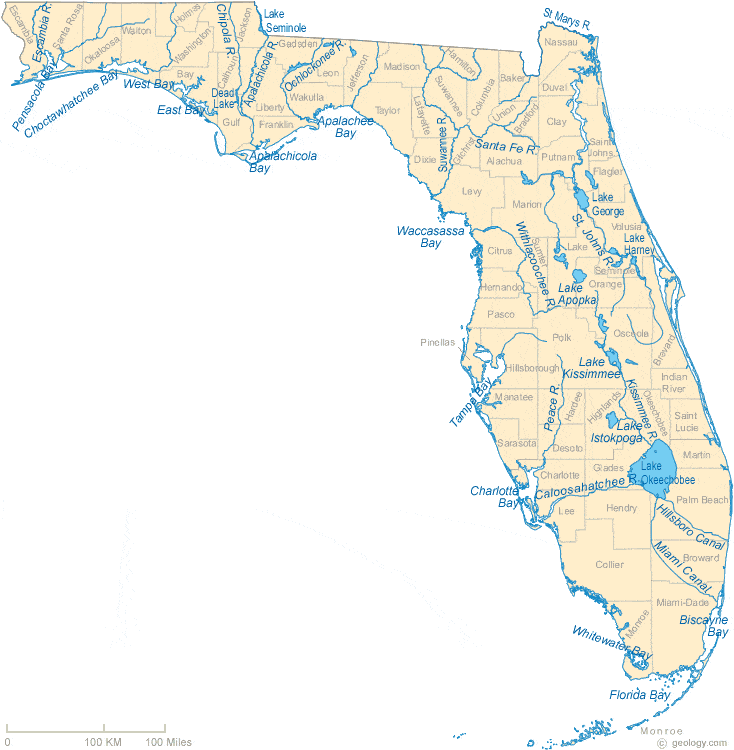 Escambia
Escambia R.
Santa Rosa
Okaloosa
Walton
Holmes
Washington
Chipola R.
Jackson
Lake
Seminole
St Marys R.
Nassau
Pensacola Bay
Choctawhatchee Bay
West Bay
Bay
Calhoun
Apalachicola R.
Gadsden
Ochlockonee R.
Leon
Jefferson
Madison
Hamilton
Suwannee
Columbia
Baker
Duval
East Bay
Dead
Lake
Liberty
Wakulla
Gulf
Franklin
Apalachee
Bay
Apalachicola
Bay
Taylor
Lafayette
Suwannee R.
Dixie
Gilchrist
Union
Bradford
Clay
Santa Fe R.
Alachua
Putnam
Saint
Johns
Flagler
Levy
Marion
Lake
George
Volusia
Waccasassa
Bay
Citrus
Withlacoochee R.
Sumter
Lake
St. Johns R.
Lake
Harney
Seminole
Orange
Hernando
Lake
Apopka
Pasco
Pinellas
Polk
Osceola
Brevard
Hillsborough
Lake
Kissimmee
Tampa Bay
Manatee
Peace R.
Hardee
Highlands
Kissimmee R.
Okeechobee
Indian
River
Saint
Lucie
Lake
Istokpoga
Sarasota
Desoto
Martin
Charlotte
Glades
Lake
Okeechobee
Charlotte
Bay
Caloosahatchee R.
Palm Beach
Lee
Hendry
Hillsboro Canal
Miami Canal
Broward
Collier
Monroe
Miami-Dade
Biscayne
Bay
Whitewater Bay
Florida Bay
Monroe
0
100 KM
100 Miles
© geology.com